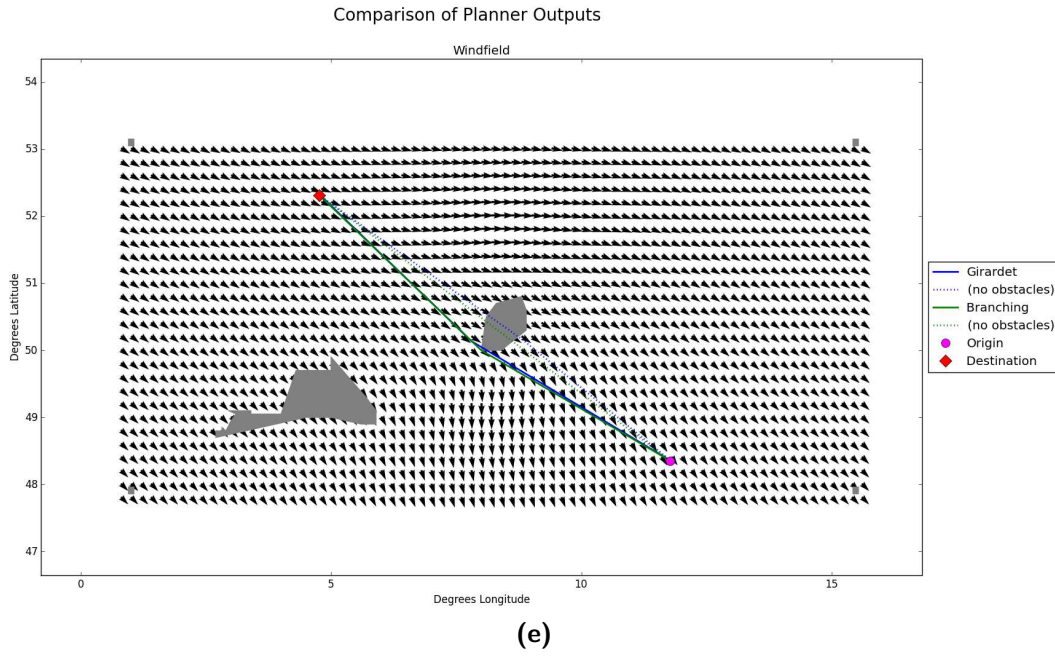 Comparison of Planner Outputs
Windfield
54
53
52
51
50
49
48
47
Degrees Latitude
0 5 10 15
Degrees Longitude
Girardet
(no obstacles)
Branching
(no obstacles)
Origin
Destination
(e)